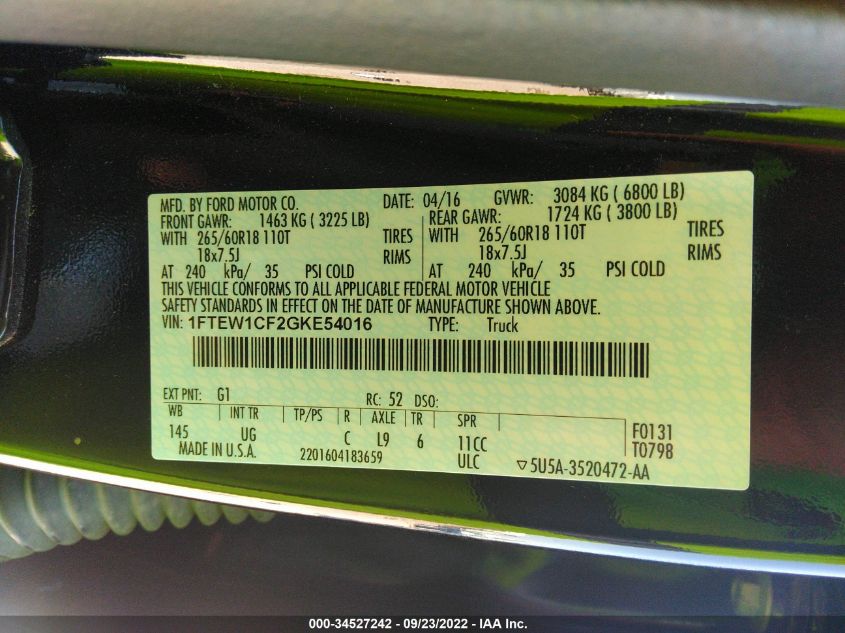 MFD. BY FORD MOTOR CO. DATE: 04/16 GVWR: 3084 KG ( 6800 LB)
FRONT GAWR: 1463 KG ( 3225 LB) REAR GAWR: 1724 KG ( 3800 LB)
WITH 265/60R18 110T TIRES WITH 265/60R18 110T TIRES
18x7.5J RIMS 18x7.5J RIMS
AT 240 kPa/ 35 PSI COLD AT 240 kPa/ 35 PSI COLD
THIS VEHICLE CONFORMS TO ALL APPLICABLE FEDERAL MOTOR VEHICLE
SAFETY STANDARDS IN EFFECT ON THE DATE OF MANUFACTURE SHOWN ABOVE.
VIN: 1FTEW1CF2GKE54016 TYPE: Truck
EXT PNT: G1 RC: 52 DSO:
WB INT TR TP/PS R AXLE TR SPR F0131
145 UG C L9 6 11CC T0798
MADE IN U.S.A. 2201604183659 ULC ▽5U5A-3520472-AA
000-34527242 - 09/23/2022 - IAA Inc.